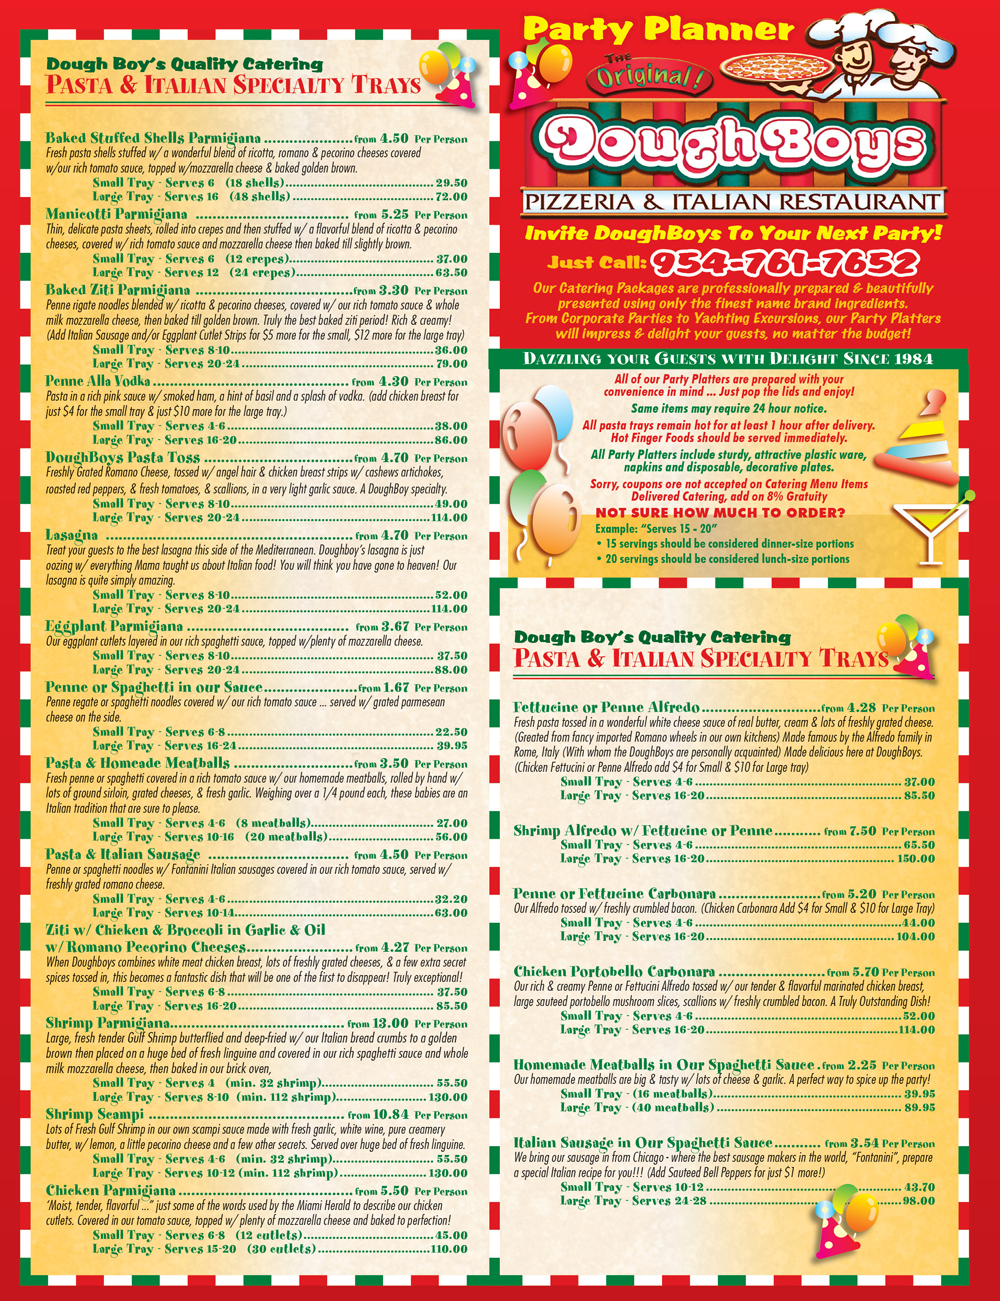 Dough Boy's Quality Catering
PASTA & ITALIAN SPECIALTY TRAYS
Baked Stuffed Shells Parmigiana ..................... from 4.50 Per Person
Fresh pasta shells stuffed w/ a wonderful blend of ricotta, romano & pecorino cheeses covered
w/our rich tomato sauce, topped w/mozzarella cheese & baked golden brown.
Small Tray - Serves 6 (18 shells)..................... 29.50
Large Tray - Serves 16 (48 shells) ..................... 72.00
Manicotti Parmigiana ..................... from 5.25 Per Person
Thin, delicate pasta sheets, rolled into crepes and then stuffed w/ a flavorful blend of ricotta & pecorino
cheeses, covered w/ rich tomato sauce and mozzarella cheese then baked till slightly brown.
Small Tray - Serves 6 (12 crepes)..................... 37.00
Large Tray - Serves 12 (24 crepes)..................... 63.50
Baked Ziti Parmigiana ..................... from 3.30 Per Person
Penne rigate noodles blended w/ ricotta & pecorino cheeses, covered w/ our rich tomato sauce & whole
milk mozzarella cheese, then baked till golden brown. Truly the best baked ziti period! Rich & creamy!
(Add Italian Sausage and/or Eggplant Cutlet Strips for $5 more for the small, $12 more for the large tray)
Small Tray - Serves 8-10..................... 36.00
Large Tray - Serves 20-24..................... 79.00
Penne Alla Vodka ..................... from 4.30 Per Person
Pasta in a rich pink sauce w/ smoked ham, a hint of basil and a splash of vodka. (add chicken breast for
just $4 for the small tray & just $10 more for the large tray.)
Small Tray - Serves 4-6 ..................... 38.00
Large Tray - Serves 16-20..................... 86.00
DoughBoys Pasta Toss ..................... from 4.70 Per Person
Freshly Grated Romano Cheese, tossed w/ angel hair & chicken breast strips w/ cashews artichokes,
roasted red peppers, & fresh tomatoes, & scallions, in a very light garlic sauce. A DoughBoy specialty.
Small Tray - Serves 8-10..................... 49.00
Large Tray - Serves 20-24..................... 114.00
Lasagna ..................... from 4.70 Per Person
Treat your guests to the best lasagna this side of the Mediterranean. Doughboy's lasagna is just
oozing w/ everything Mama taught us about Italian food! You will think you have gone to heaven! Our
lasagna is quite simply amazing.
Small Tray - Serves 8-10..................... 52.00
Large Tray - Serves 20-24..................... 114.00
Eggplant Parmigiana ..................... from 3.67 Per Person
Our eggplant cutlets layered in our rich spaghetti sauce, topped w/plenty of mozzarella cheese.
Small Tray - Serves 8-10..................... 37.50
Large Tray - Serves 20-24..................... 88.00
Penne or Spaghetti in our Sauce..................... from 1.67 Per Person
Penne regate or spaghetti noodles covered w/ our rich tomato sauce ... served w/ grated parmesean
cheese on the side.
Small Tray - Serves 6-8 ..................... 22.50
Large Tray - Serves 16-24..................... 39.95
Pasta & Homeade Meatballs ..................... from 3.50 Per Person
Fresh penne or spaghetti covered in a rich tomato sauce w/ our homemade meatballs, rolled by hand w/
lots of ground sirloin, grated cheeses, & fresh garlic. Weighing over a 1/4 pound each, these babies are an
Italian tradition that are sure to please.
Small Tray - Serves 4-6 (8 meatballs)..................... 27.00
Large Tray - Serves 10-16 (20 meatballs)..................... 56.00
Pasta & Italian Sausage ..................... from 4.50 Per Person
Penne or spaghetti noodles w/ Fontanini Italian sausages covered in our rich tomato sauce, served w/
freshly grated romano cheese.
Small Tray - Serves 4-6 ..................... 32.20
Large Tray - Serves 10-14..................... 63.00
Ziti w/ Chicken & Broccoli in Garlic & Oil
w/ Romano Pecorino Cheeses..................... from 4.27 Per Person
When Doughboys combines white meat chicken breast, lots of freshly grated cheeses, & a few extra secret
spices tossed in, this becomes a fantastic dish that will be one of the first to disappear! Truly exceptional!
Small Tray - Serves 6-8 ..................... 37.50
Large Tray - Serves 16-20..................... 85.50
Shrimp Parmigiana..................... from 13.00 Per Person
Large, fresh tender Gulf Shrimp butterflied and deep-fried w/ our Italian bread crumbs to a golden
brown then placed on a huge bed of fresh linguine and covered in our rich spaghetti sauce and whole
milk mozzarella cheese, then baked in our brick oven,
Small Tray - Serves 4 (min. 32 shrimp)..................... 55.50
Large Tray - Serves 8-10 (min. 112 shrimp)..................... 130.00
Shrimp Scampi ..................... from 10.84 Per Person
Lots of Fresh Gulf Shrimp in our own scampi sauce made with fresh garlic, white wine, pure creamery
butter, w/ lemon, a little pecorino cheese and a few other secrets. Served over huge bed of fresh linguine.
Small Tray - Serves 4-6 (min. 32 shrimp)..................... 55.50
Large Tray - Serves 10-12 (min. 112 shrimp)..................... 130.00
Chicken Parmigiana ..................... from 5.50 Per Person
"Moist, tender, flavorful ..." just some of the words used by the Miami Herald to describe our chicken
cutlets. Covered in our tomato sauce, topped w/ plenty of mozzarella cheese and baked to perfection!
Small Tray - Serves 6-8 (12 cutlets)..................... 45.00
Large Tray - Serves 15-20 (30 cutlets)..................... 110.00
Party Planner
THE
Original!
DoughBoys
PIZZERIA & ITALIAN RESTAURANT
Invite DoughBoys To Your Next Party!
Just Call: 954-761-7652
Our Catering Packages are professionally prepared & beautifully
presented using only the finest name brand ingredients.
From Corporate Parties to Yachting Excursions, our Party Platters
will impress & delight your guests, no matter the budget!
DAZZLING YOUR GUESTS WITH DELIGHT SINCE 1984
All of our Party Platters are prepared with your
convenience in mind ... Just pop the lids and enjoy!
Same items may require 24 hour notice.
All pasta trays remain hot for at least 1 hour after delivery.
Hot Finger Foods should be served immediately.
All Party Platters include sturdy, attractive plastic ware,
napkins and disposable, decorative plates.
Sorry, coupons ore not accepted on Catering Menu Items
Delivered Catering, add on 8% Gratuity
NOT SURE HOW MUCH TO ORDER?
Example: "Serves 15 - 20"
• 15 servings should be considered dinner-size portions
• 20 servings should be considered lunch-size portions
Dough Boy's Quality Catering
PASTA & ITALIAN SPECIALTY TRAYS
Fettucine or Penne Alfredo ..................... from 4.28 Per Person
Fresh pasta tossed in a wonderful white cheese sauce of real butter, cream & lots of freshly grated cheese.
(Greated from fancy imported Romano wheels in our own kitchens) Made famous by the Alfredo family in
Rome, Italy (With whom the DoughBoys are personally acquainted) Made delicious here at DoughBoys.
(Chicken Fettucini or Penne Alfredo add $4 for Small & $10 for Large tray)
Small Tray - Serves 4-6 ..................... 37.00
Large Tray - Serves 16-20..................... 85.50
Shrimp Alfredo w/ Fettucine or Penne ........... from 7.50 Per Person
Small Tray - Serves 4-6 ..................... 65.50
Large Tray - Serves 16-20..................... 150.00
Penne or Fettucine Carbonara ..................... from 5.20 Per Person
Our Alfredo tossed w/ freshly crumbled bacon. (Chicken Carbonara Add $4 for Small & $10 for Large Tray)
Small Tray - Serves 4-6 ..................... 44.00
Large Tray - Serves 16-20..................... 104.00
Chicken Portobello Carbonara ..................... from 5.70 Per Person
Our rich & creamy Penne or Fettucini Alfredo tossed w/ our tender & flavorful marinated chicken breast,
large sauteed portobello mushroom slices, scallions w/ freshly crumbled bacon. A Truly Outstanding Dish!
Small Tray - Serves 4-6 ..................... 52.00
Large Tray - Serves 16-20..................... 114.00
Homemade Meatballs in Our Spaghetti Sauce . from 2.25 Per Person
Our homemade meatballs are big & tasty w/ lots of cheese & garlic. A perfect way to spice up the party!
Small Tray - (16 meatballs)..................... 39.95
Large Tray - (40 meatballs) ..................... 89.95
Italian Sausage in Our Spaghetti Sauce ........... from 3.54 Per Person
We bring our sausage in from Chicago - where the best sausage makers in the world, "Fontanini", prepare
a special Italian recipe for you!!! (Add Sauteed Bell Peppers for just $1 more!)
Small Tray - Serves 10-12 ..................... 43.70
Large Tray - Serves 24-28 ..................... 98.00